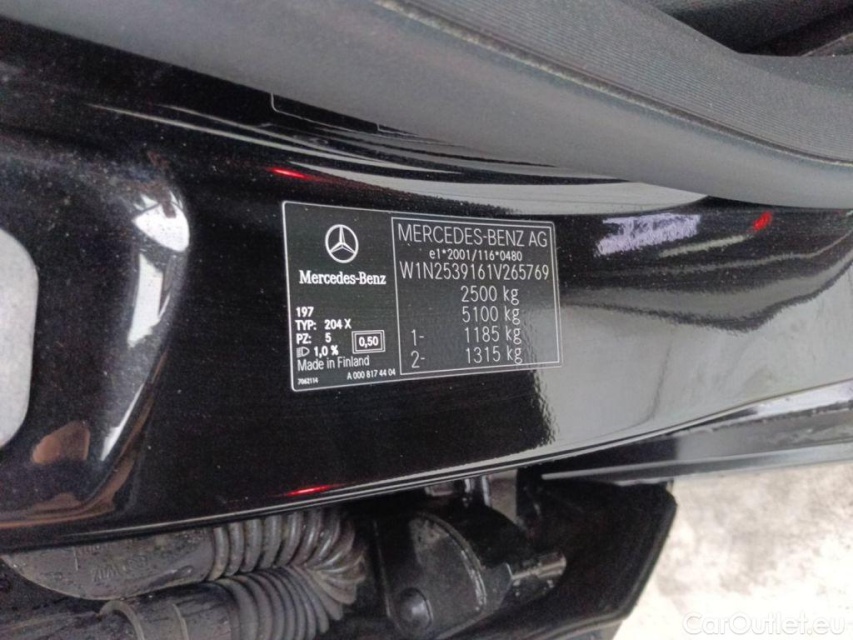 Mercedes-Benz
197
TYP: 204 X
PZ: 5
0,50
1,0 %
Made in Finland
7062114
A 000 817 44 04
MERCEDES-BENZ AG
e1*2001/116*0480
W1N2539161V265769
2500 kg
5100 kg
1- 1185 kg
2- 1315 kg
CarOutlet.eu